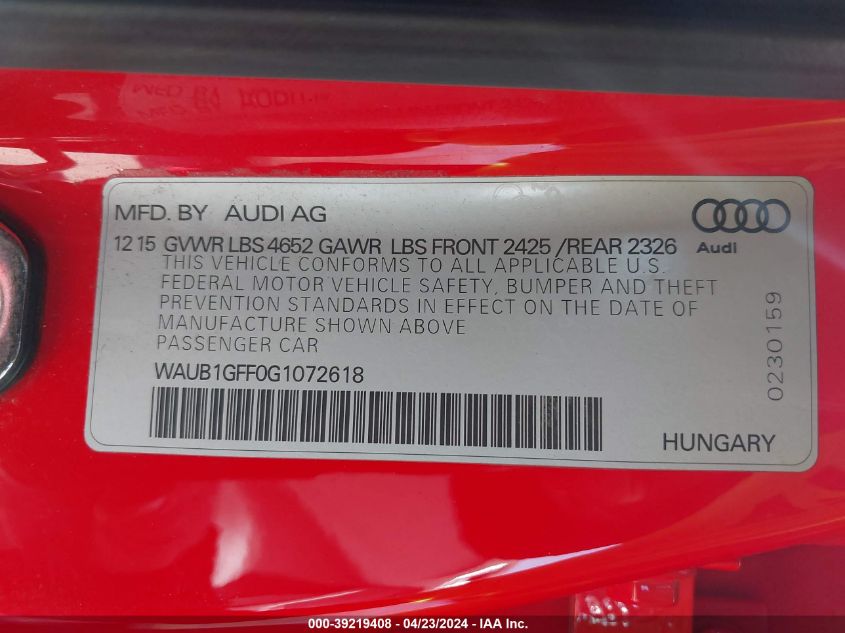 MFD. BY AUDI AG
12 15 GVWR LBS 4652 GAWR LBS FRONT 2425 / REAR 2326
THIS VEHICLE CONFORMS TO ALL APPLICABLE U.S.
FEDERAL MOTOR VEHICLE SAFETY, BUMPER AND THEFT
PREVENTION STANDARDS IN EFFECT ON THE DATE OF
MANUFACTURE SHOWN ABOVE
PASSENGER CAR
WAUB1GFF0G1072618
HUNGARY
Audi
0230159
000-39219408 - 04/23/2024 - IAAI.com